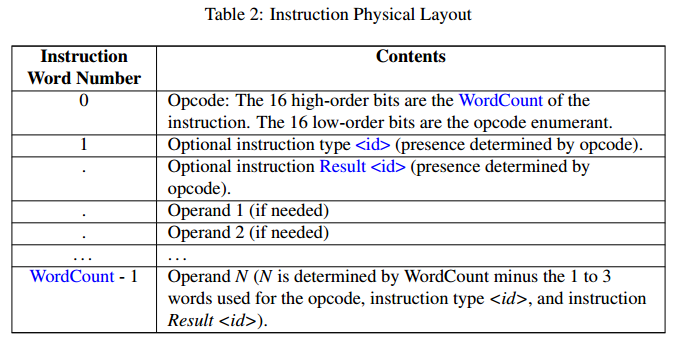 Table 2: Instruction Physical Layout
Instruction
Word Number
Contents
0
Opcode: The 16 high-order bits are the WordCount of the
instruction. The 16 low-order bits are the opcode enumerant.
1
Optional instruction type <id> (presence determined by opcode).
.
Optional instruction Result <id> (presence determined by
opcode).
.
Operand 1 (if needed)
.
Operand 2 (if needed)
...
...
WordCount - 1
Operand N (N is determined by WordCount minus the 1 to 3
words used for the opcode, instruction type <id>, and instruction
Result <id>).